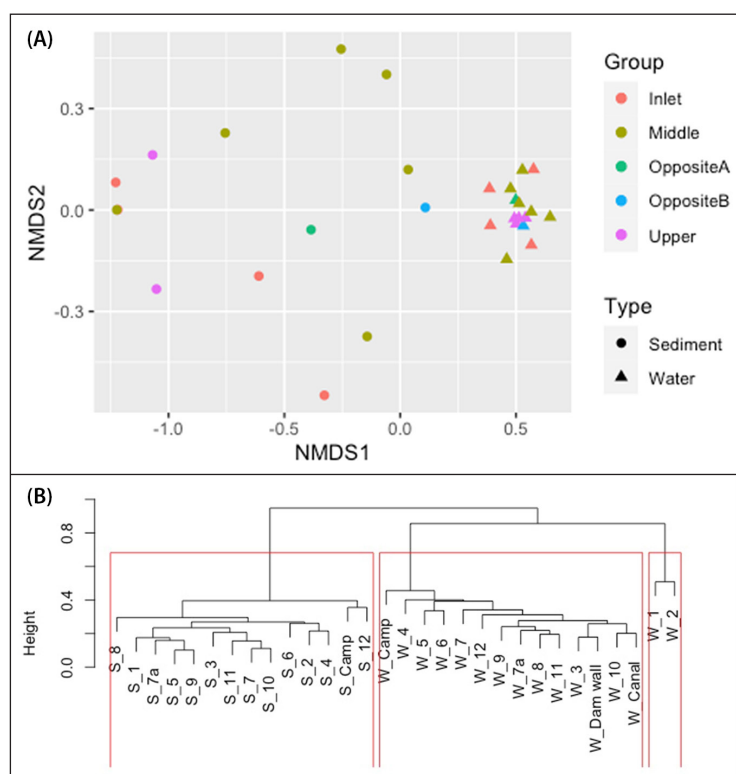 (A)
0.3
0.0
-0.3
NMDS2
-1.0 -0.5 0.0 0.5
NMDS1
Group
Inlet
Middle
OppositeA
OppositeB
Upper
Type
Sediment
Water
(B)
Height
0.8
0.4
0.0
S_8
S_1
S_7a
S_5
S_9
S_3
S_11
S_7
S_10
S_6
S_2
S_4
S_Camp
S_12
W_Camp
W_4
W_5
W_6
W_7
W_12
W_9
W_7a
W_8
W_11
W_3
W_Dam wall
W_10
W_Canal
W_1
W_2